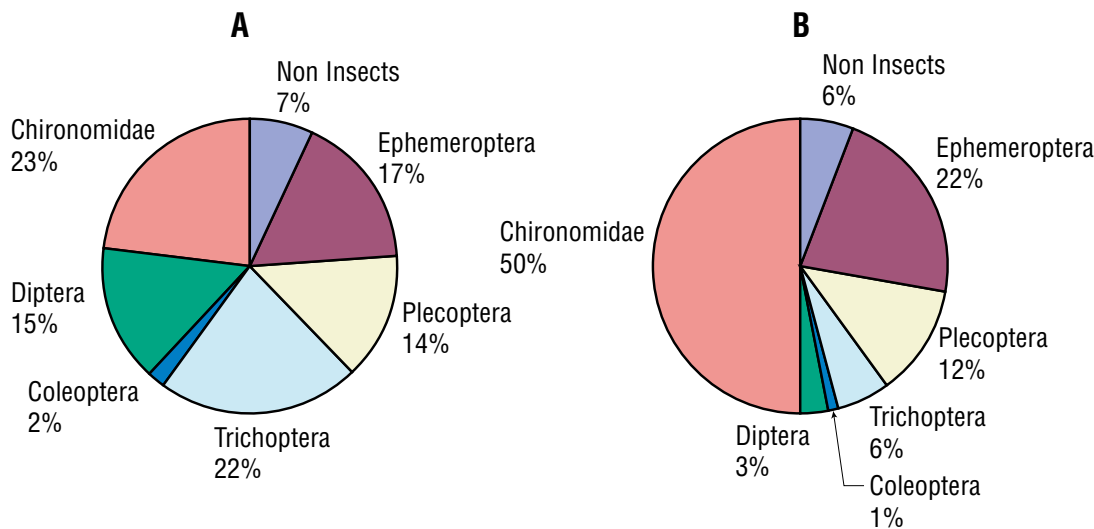 A
Non Insects
7%
Ephemeroptera
17%
Plecoptera
14%
Trichoptera
22%
Coleoptera
2%
Diptera
15%
Chironomidae
23%
B
Non Insects
6%
Ephemeroptera
22%
Plecoptera
12%
Trichoptera
6%
Coleoptera
1%
Diptera
3%
Chironomidae
50%